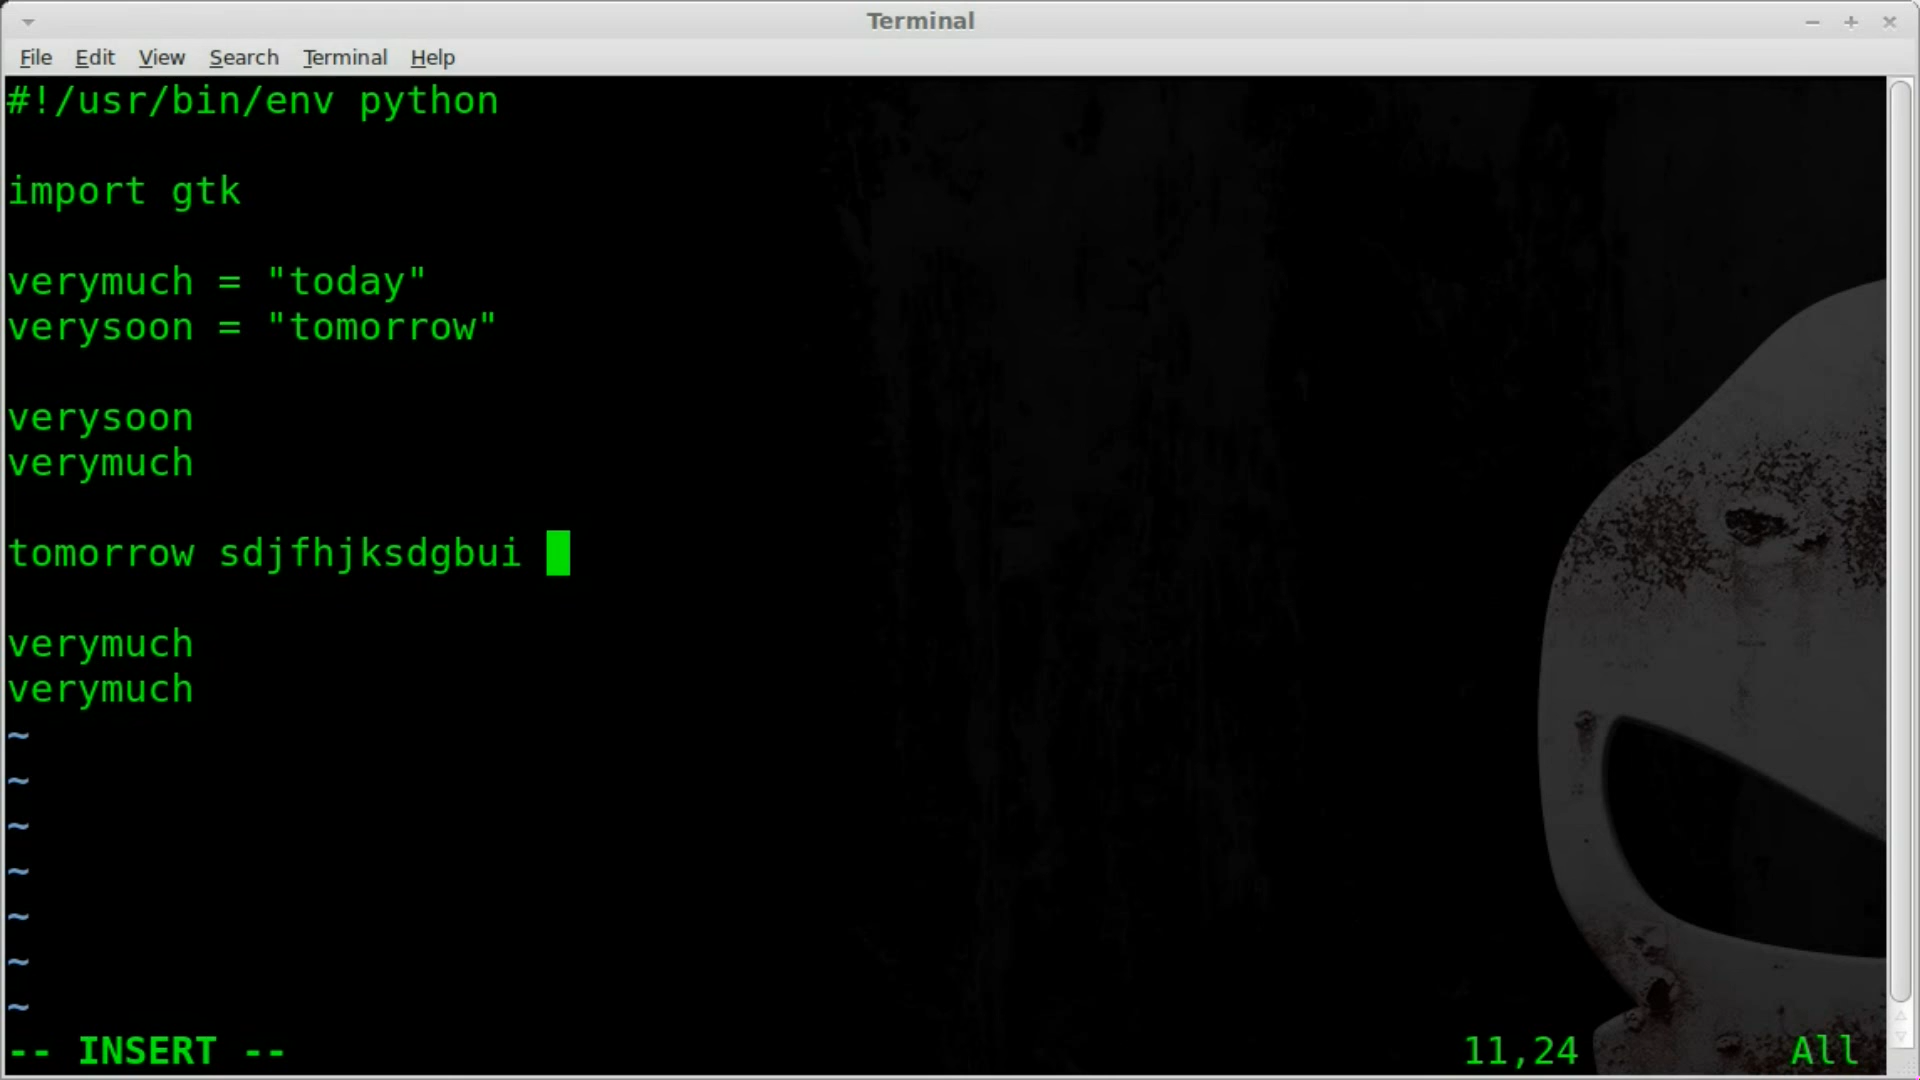 Terminal
File Edit View Search Terminal Help
#!/usr/bin/env python
import gtk
verymuch = "today"
verysoon = "tomorrow"
verysoon
verymuch
tomorrow sdjfhjksdgbui
verymuch
verymuch
~
~
~
~
~
~
~
-- INSERT -- 11,24 All